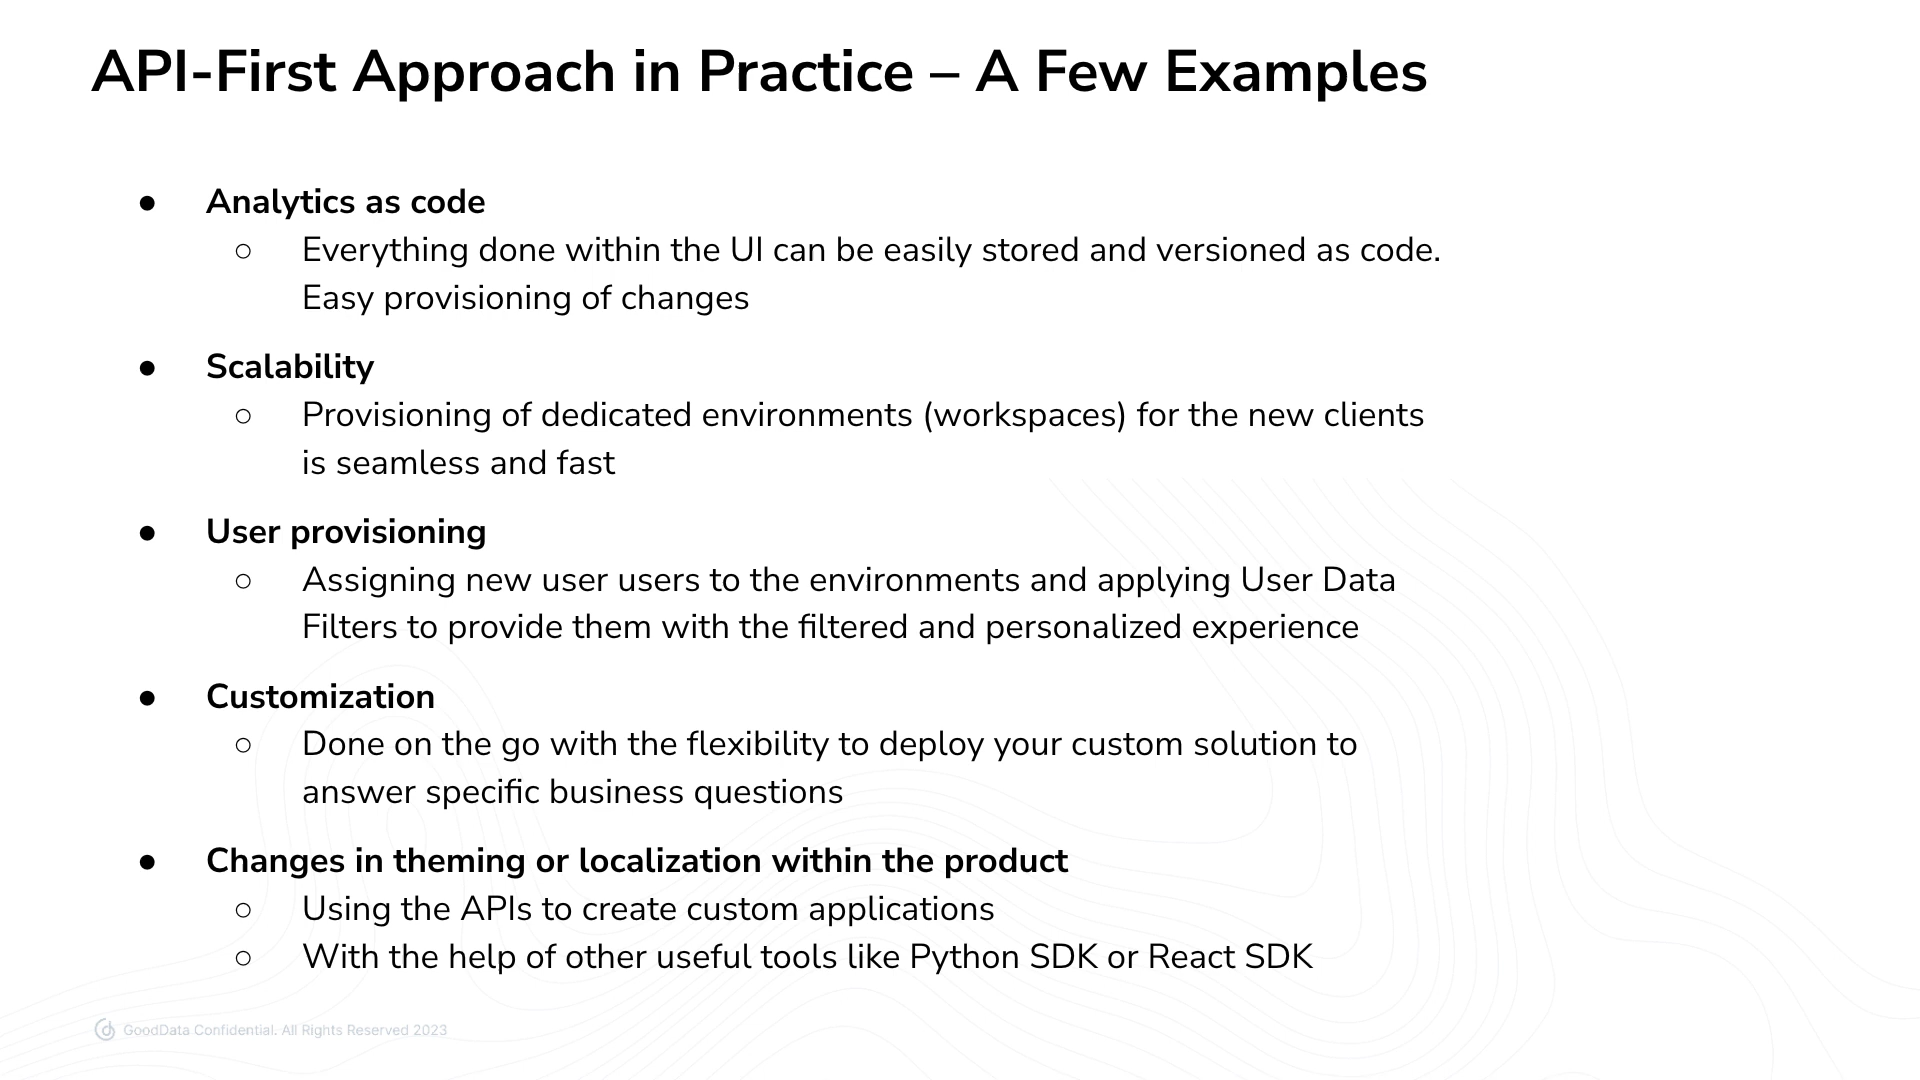 API-First Approach in Practice – A Few Examples
● Analytics as code
○ Everything done within the UI can be easily stored and versioned as code.
Easy provisioning of changes
● Scalability
○ Provisioning of dedicated environments (workspaces) for the new clients
is seamless and fast
● User provisioning
○ Assigning new user users to the environments and applying User Data
Filters to provide them with the filtered and personalized experience
● Customization
○ Done on the go with the flexibility to deploy your custom solution to
answer specific business questions
● Changes in theming or localization within the product
○ Using the APIs to create custom applications
○ With the help of other useful tools like Python SDK or React SDK
GoodData Confidential. All Rights Reserved 2023